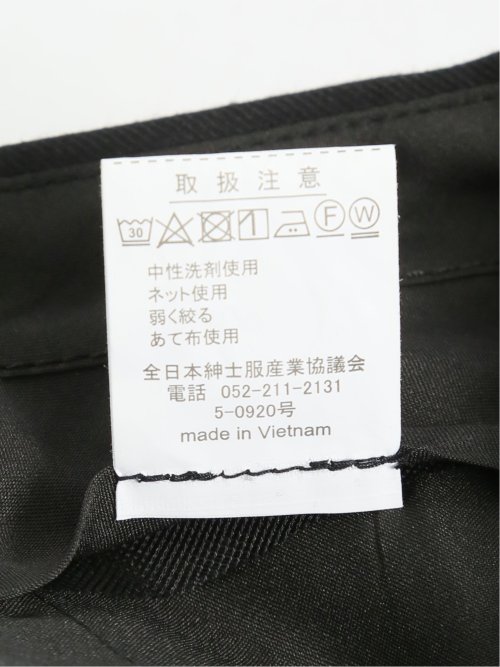 取扱注意
30 F W
中性洗剤使用
ネット使用
弱く絞る
あて布使用
全日本紳士服産業協議会
電話 052-211-2131
5-0920号
made in Vietnam